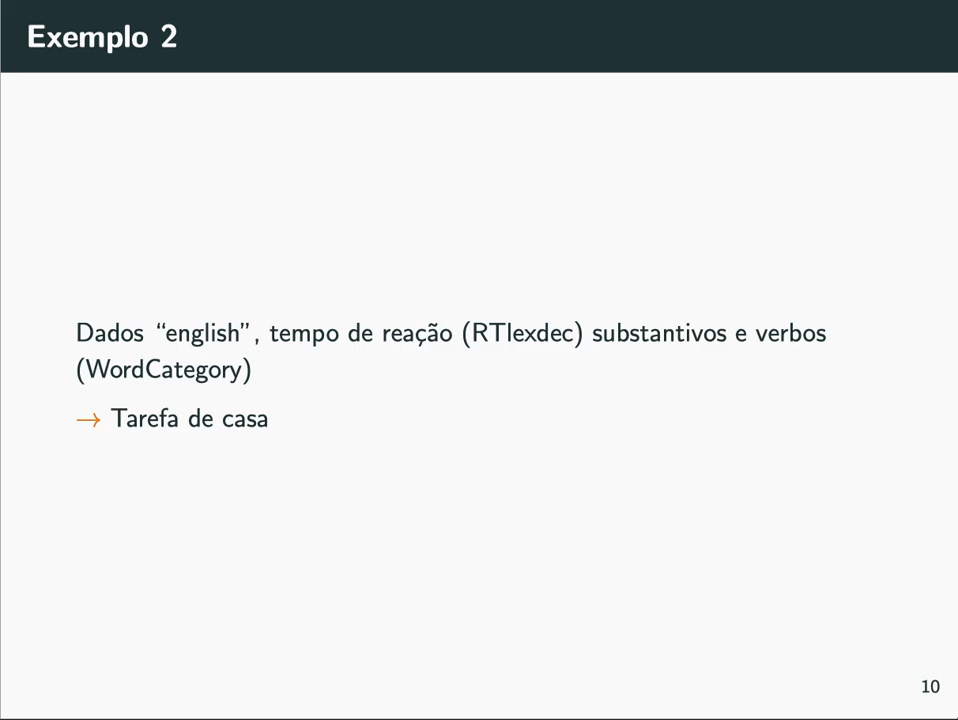 Exemplo 2
Dados “english”, tempo de reação (RTlexdec) substantivos e verbos
(WordCategory)
→ Tarefa de casa
10